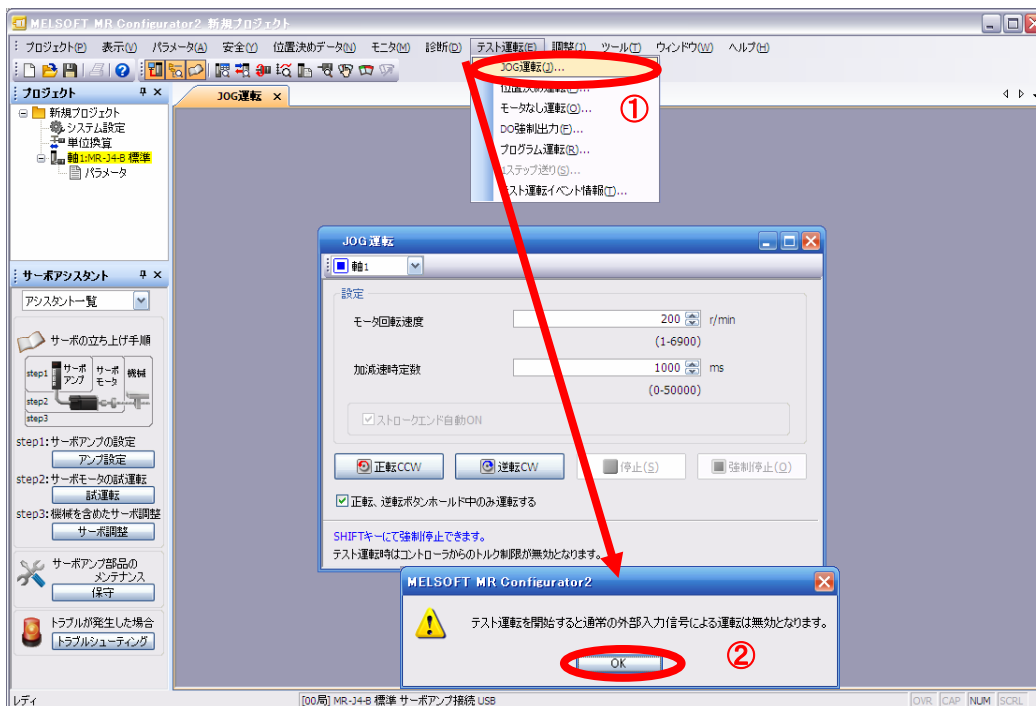 MELSOFT MR Configurator2 新規プロジェクト
プロジェクト(P) 表示(V) パラメータ(A) 安全(Y) 位置決めデータ(N) モニタ(M) 診断(D) テスト運転(E) 調整(J) ツール(T) ウィンドウ(W) ヘルプ(H)
JOG運転(J)...
モータなし運転(O)...
DO強制出力(F)...
プログラム運転(R)...
1ステップ送り(S)...
テスト運転イベント情報(T)...
①
プロジェクト
新規プロジェクト
システム設定
単位換算
軸1:MR-J4-B 標準
パラメータ
JOG運転
サーボアシスタント
アシスタント一覧
サーボの立ち上げ手順
step1 サーボアンプ サーボモータ 機械
step2
step3
step1:サーボアンプの設定
アンプ設定
step2:サーボモータの試運転
試運転
step3:機械を含めたサーボ調整
サーボ調整
サーボアンプ部品の
メンテナンス
保守
トラブルが発生した場合
トラブルシューティング
JOG 運転
軸1
設定
モータ回転速度 200 r/min
(1-6900)
加減速時定数 1000 ms
(0-50000)
ストロークエンド自動ON
正転CCW 逆転CW 停止(S) 強制停止(O)
正転、逆転ボタンホールド中のみ運転する
SHIFTキーにて強制停止できます。
テスト運転時はコントローラからのトルク制限が無効となります。
MELSOFT MR Configurator2
テスト運転を開始すると通常の外部入力信号による運転は無効となります。
OK
②
レディ [00局] MR-J4-B 標準 サーボアンプ接続 USB OVR CAP NUM SCRL